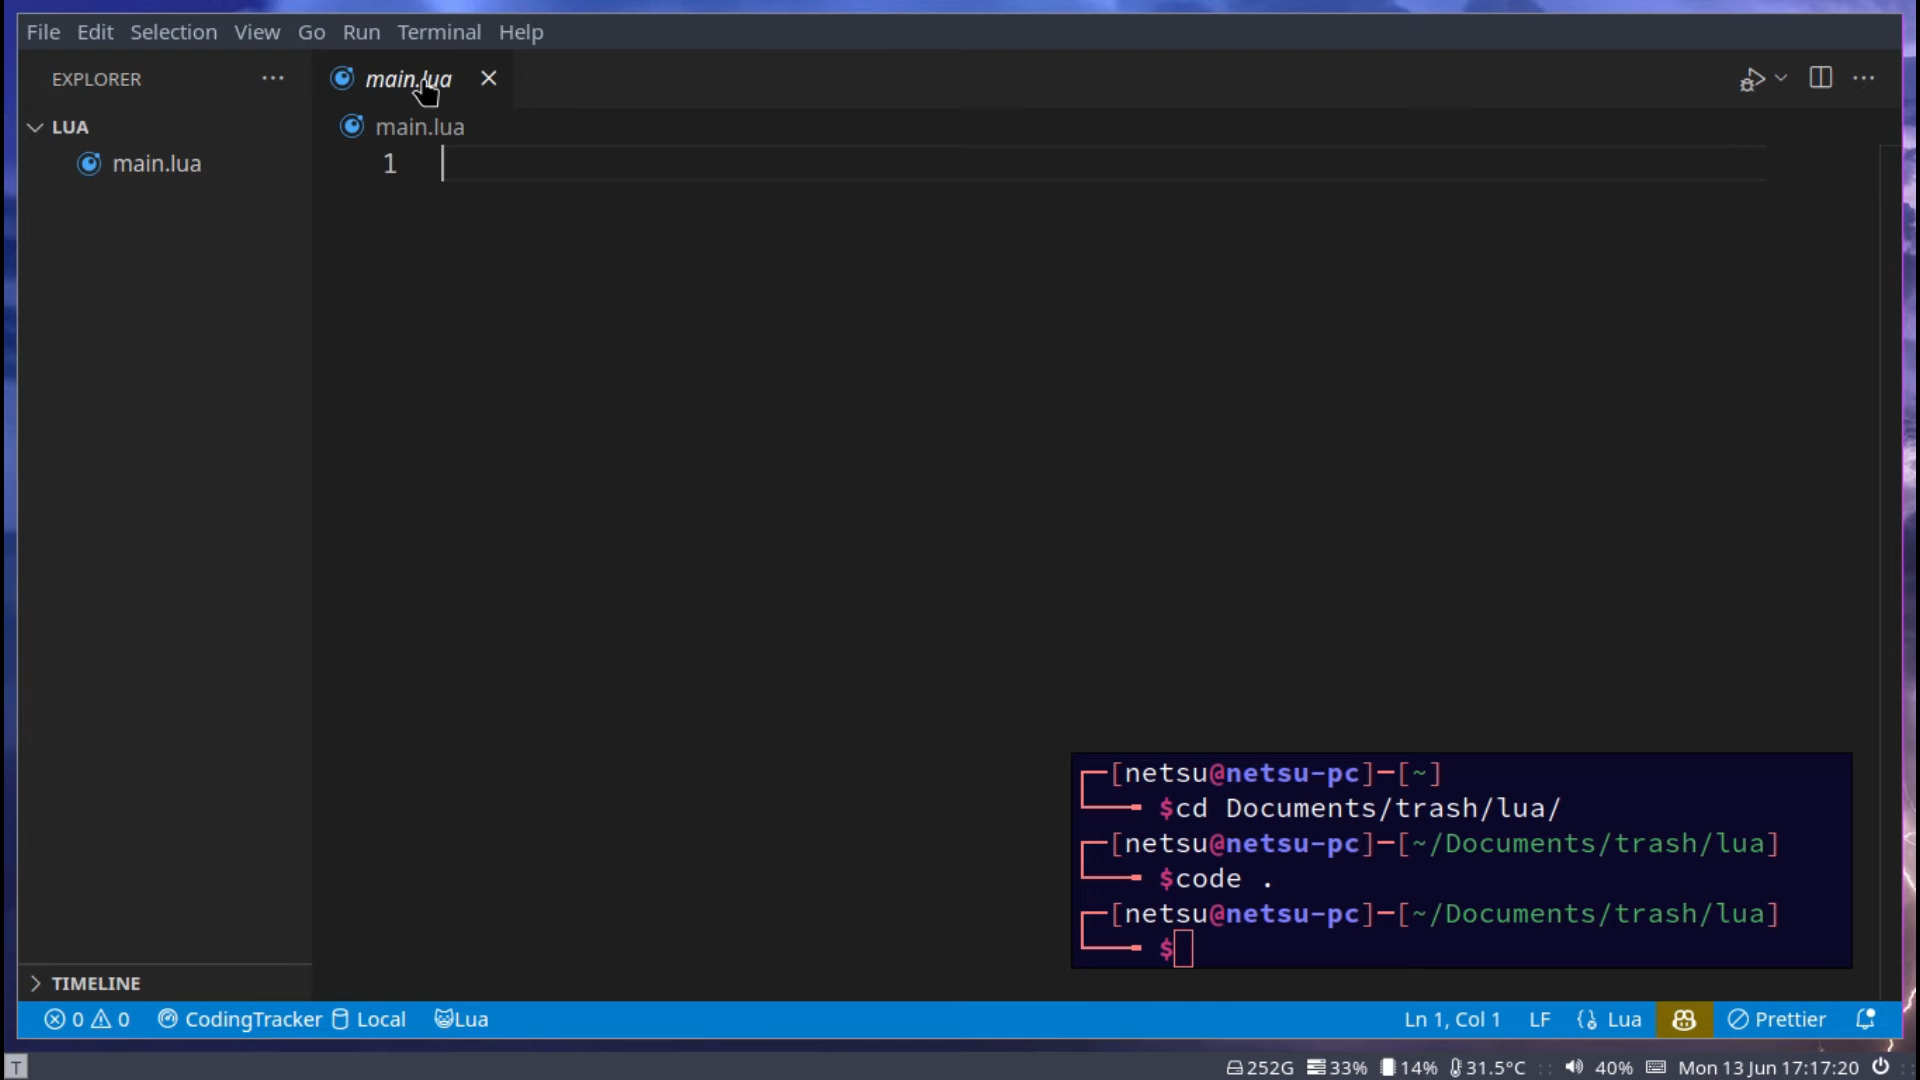 File Edit Selection View Go Run Terminal Help
EXPLORER
main.lua
LUA
main.lua
main.lua
1
[netsu@netsu-pc]-[~]
$cd Documents/trash/lua/
[netsu@netsu-pc]-[~/Documents/trash/lua]
$code .
[netsu@netsu-pc]-[~/Documents/trash/lua]
$
TIMELINE
0 0 CodingTracker Local Lua Ln 1, Col 1 LF Lua Prettier
T 252G 33% 14% 31.5°C 40% Mon 13 Jun 17:17:20